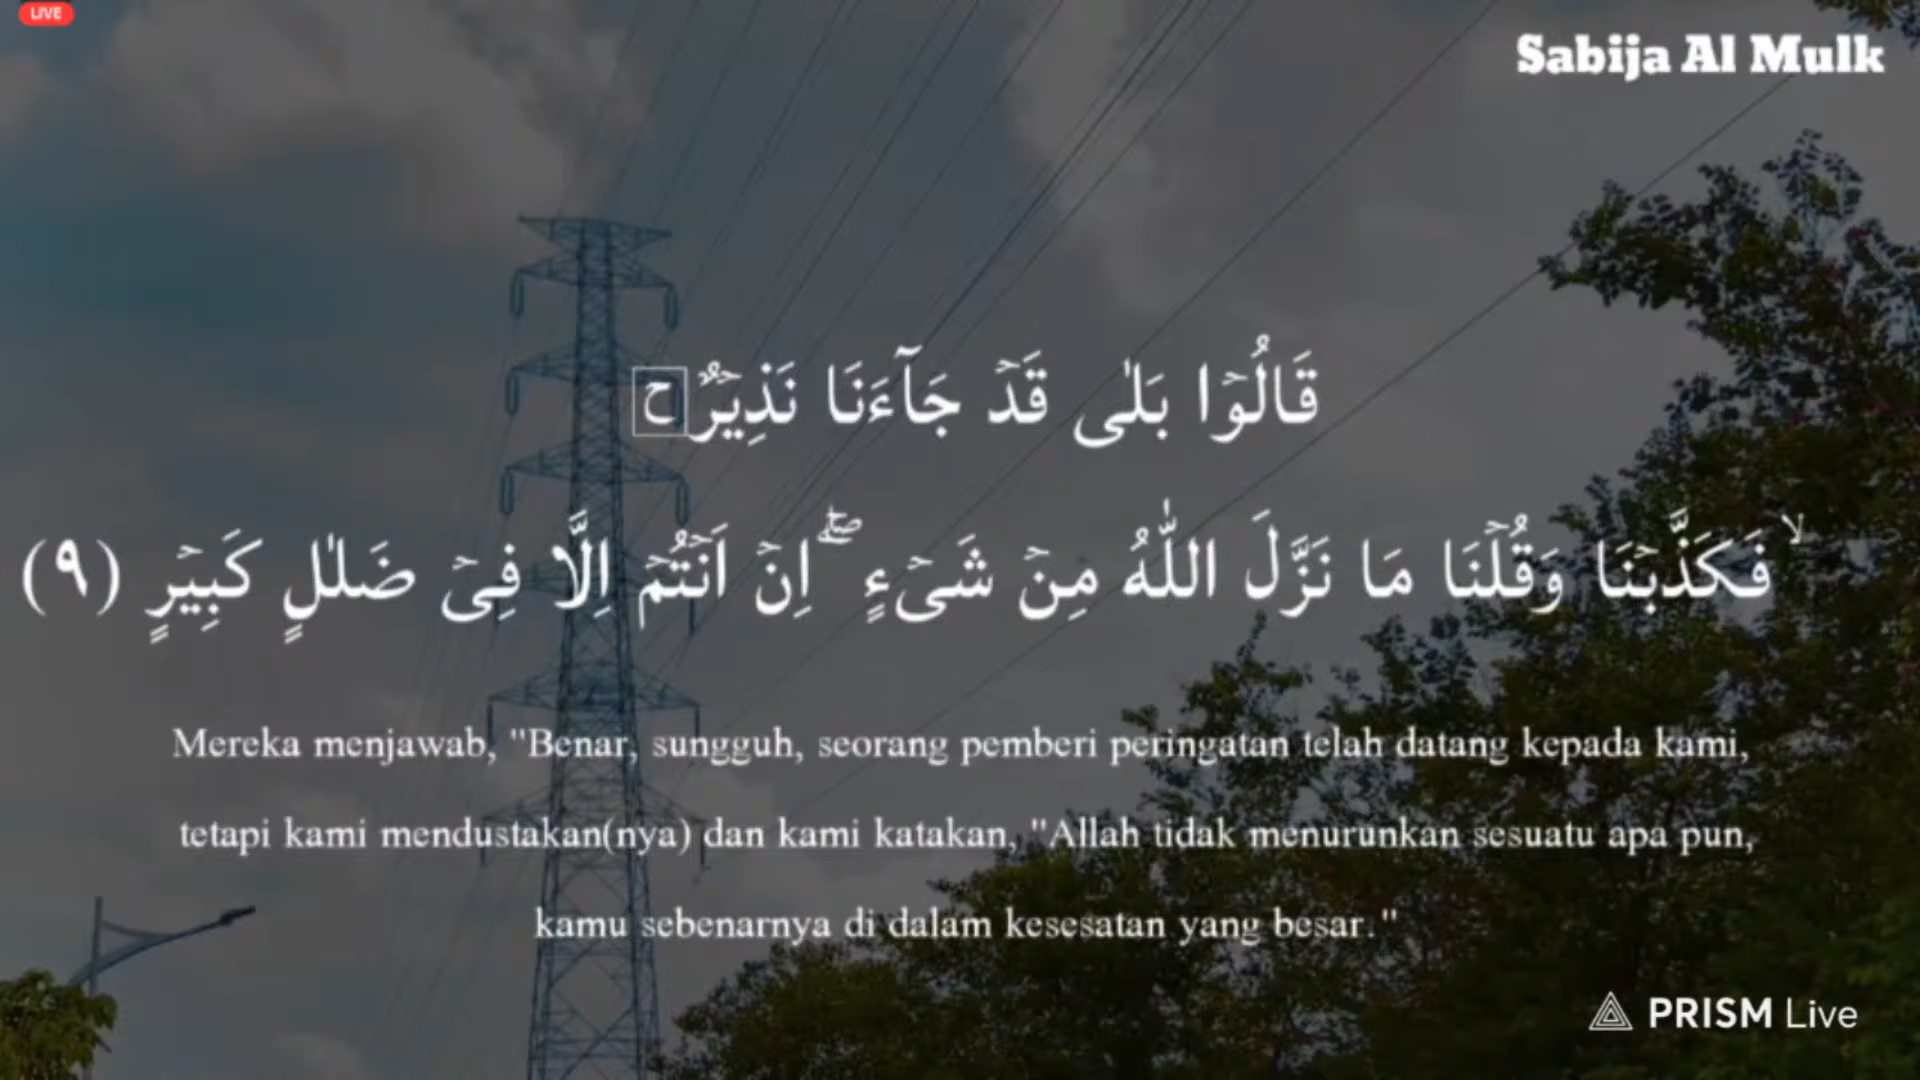 LIVE
Sabija Al Mulk
قَالُوْا بَلٰى قَدْ جَاۤءَنَا نَذِيْرٌ ەۙ
فَكَذَّبْنَا وَقُلْنَا مَا نَزَّلَ اللّٰهُ مِنْ شَيْءٍۖ اِنْ اَنْتُمْ اِلَّا فِيْ ضَلٰلٍ كَبِيْرٍ (٩)
Mereka menjawab, "Benar, sungguh, seorang pemberi peringatan telah datang kepada kami,
tetapi kami mendustakan(nya) dan kami katakan, "Allah tidak menurunkan sesuatu apa pun,
kamu sebenarnya di dalam kesesatan yang besar."
PRISM Live